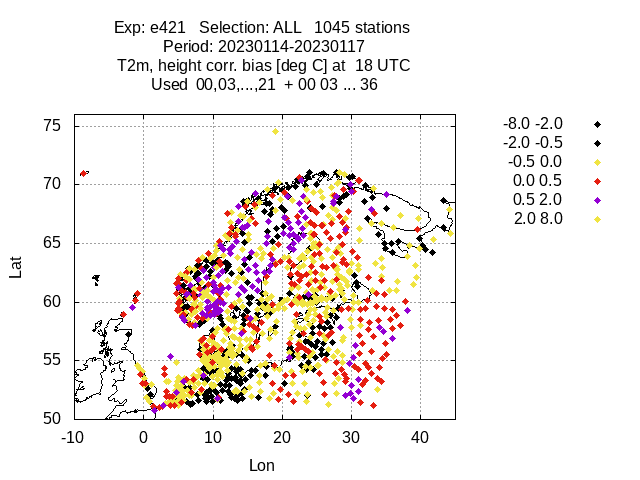 Exp: e421   Selection: ALL   1045 stations
Period: 20230114-20230117
T2m, height corr. bias [deg C] at  18 UTC
Used  00,03,...,21  + 00 03 ... 36
-8.0 -2.0
-2.0 -0.5
-0.5 0.0
0.0 0.5
0.5 2.0
2.0 8.0
75
70
65
60
55
50
Lat
-10 0 10 20 30 40
Lon